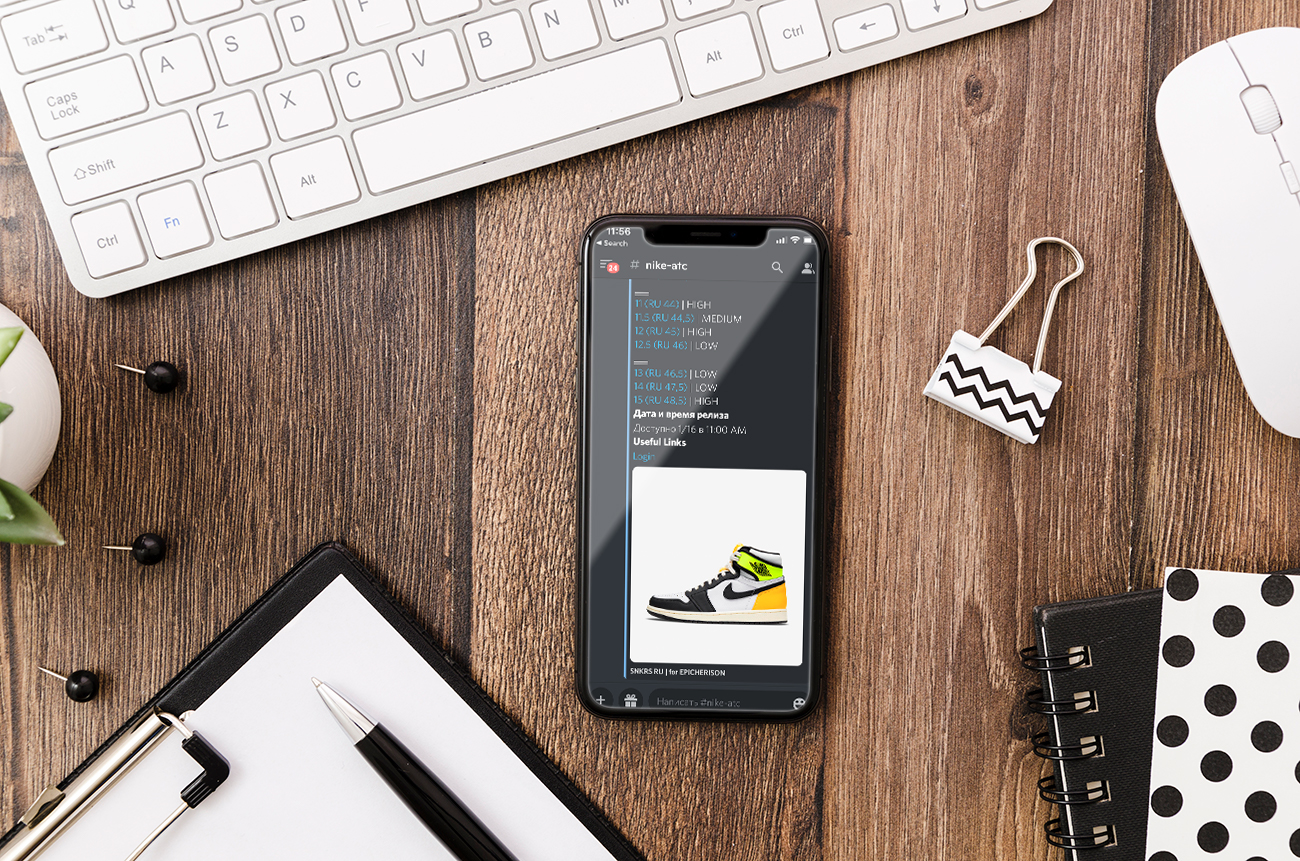 Tab
Q
S
D
F
N
M
A
V
B
Caps
Lock
C
Alt
Ctrl
Z
X
Shift
Alt
Fn
Ctrl
11:56
Search
24
# nike-atc
11 (RU 44) | HIGH
11.5 (RU 44,5) | MEDIUM
12 (RU 45) | HIGH
12.5 (RU 46) | LOW
13 (RU 46,5) | LOW
14 (RU 47,5) | LOW
15 (RU 48,5) | HIGH
Дата и время релиза
Доступно 1/16 в 11:00 AM
Useful Links
Login
SNKRS RU | for EPICHERISON
Написать #nike-atc